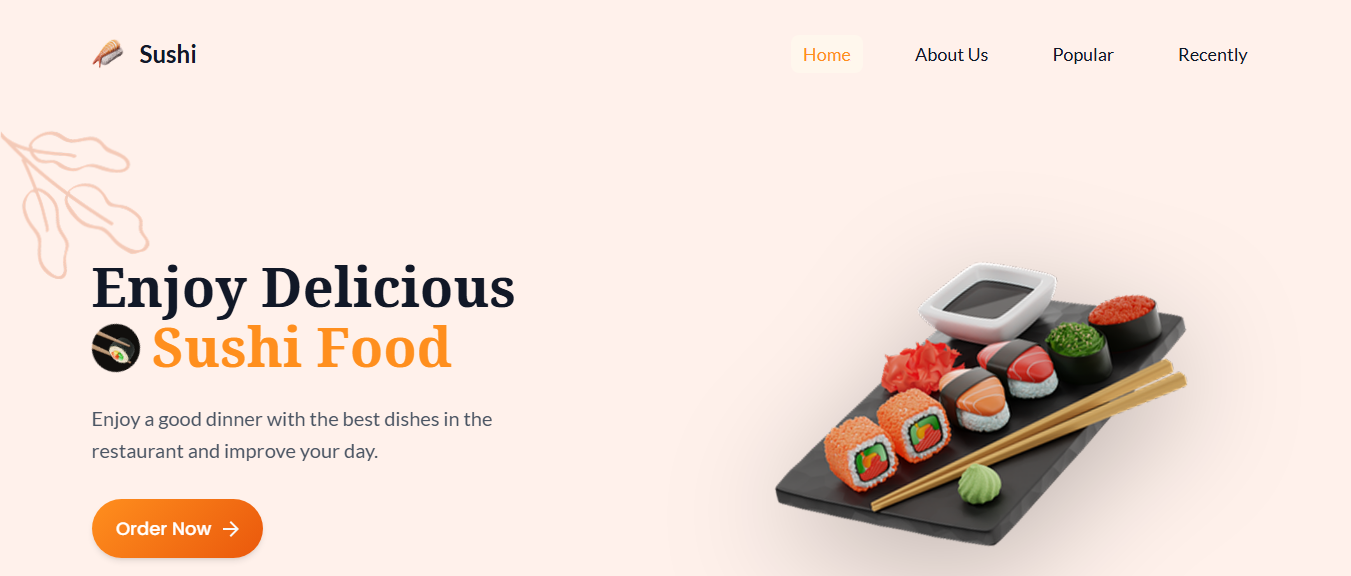 Sushi
Home About Us Popular Recently
Enjoy Delicious
Sushi Food
Enjoy a good dinner with the best dishes in the
restaurant and improve your day.
Order Now